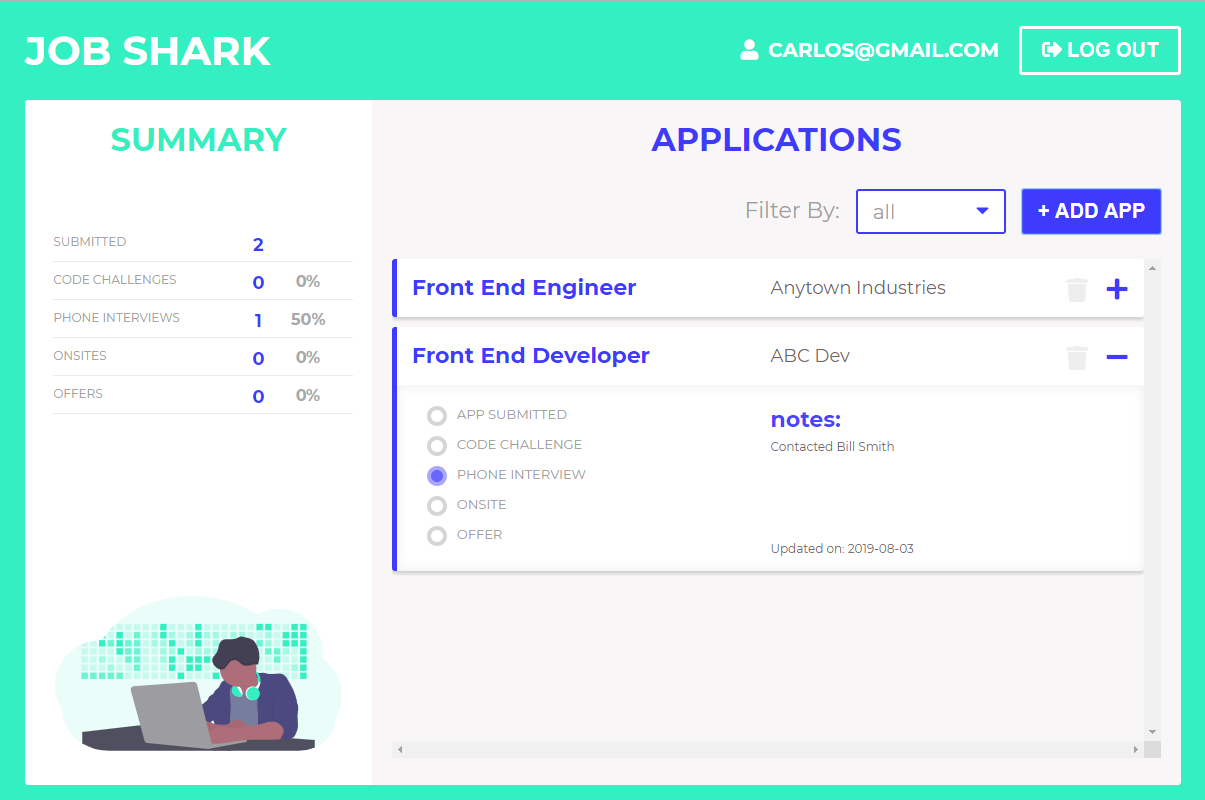 JOB SHARK
CARLOS@GMAIL.COM
LOG OUT
SUMMARY
SUBMITTED 2
CODE CHALLENGES 0 0%
PHONE INTERVIEWS 1 50%
ONSITES 0 0%
OFFERS 0 0%
APPLICATIONS
Filter By: all + ADD APP
Front End Engineer Anytown Industries
Front End Developer ABC Dev
APP SUBMITTED
CODE CHALLENGE
PHONE INTERVIEW
ONSITE
OFFER
notes:
Contacted Bill Smith
Updated on: 2019-08-03